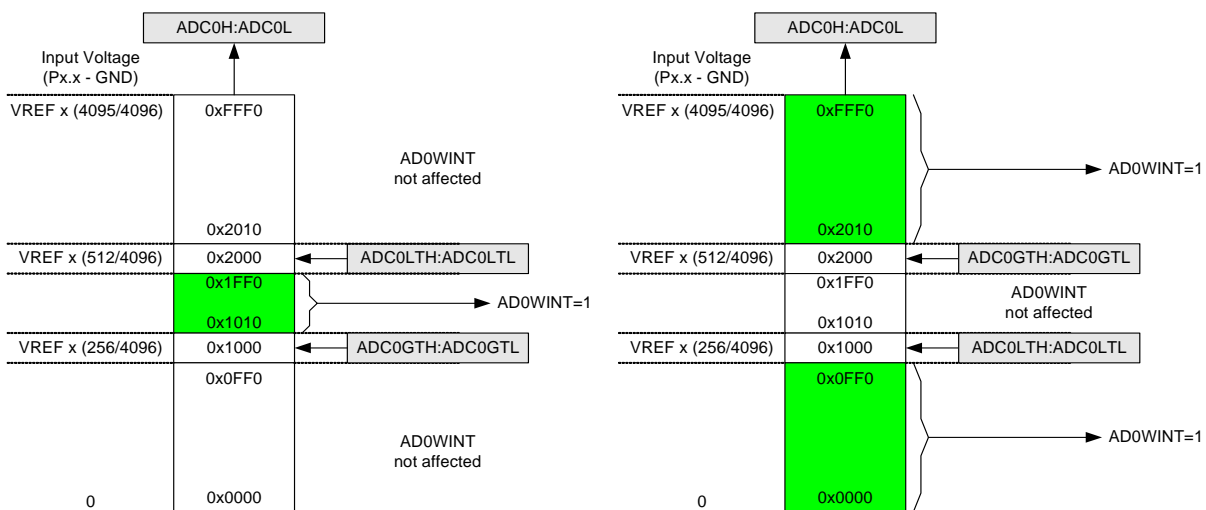 ADC0H:ADC0L
Input Voltage
(Px.x - GND)
VREF x (4095/4096)
0xFFF0
AD0WINT
not affected
0x2010
VREF x (512/4096)
0x2000
ADC0LTH:ADC0LTL
0x1FF0
AD0WINT=1
0x1010
VREF x (256/4096)
0x1000
ADC0GTH:ADC0GTL
0x0FF0
AD0WINT
not affected
0
0x0000
ADC0H:ADC0L
Input Voltage
(Px.x - GND)
VREF x (4095/4096)
0xFFF0
AD0WINT=1
0x2010
VREF x (512/4096)
0x2000
ADC0GTH:ADC0GTL
0x1FF0
AD0WINT
not affected
0x1010
VREF x (256/4096)
0x1000
ADC0LTH:ADC0LTL
0x0FF0
AD0WINT=1
0
0x0000